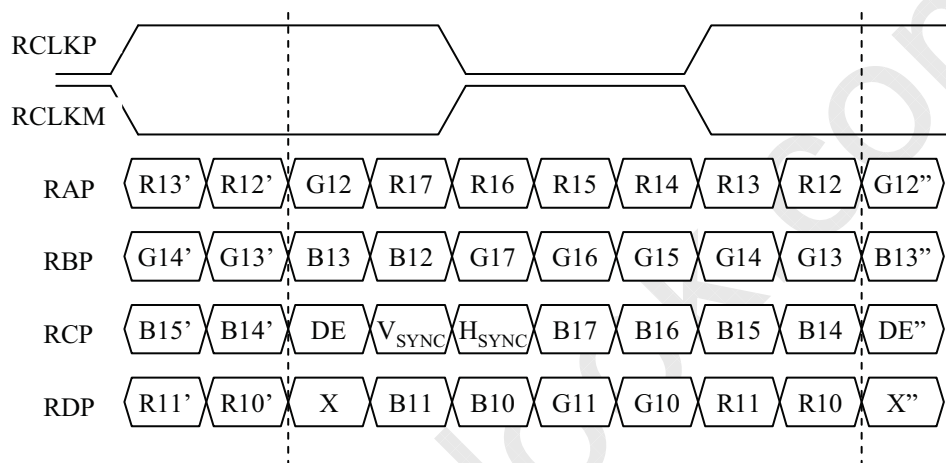 RCLKP
RCLKM
RAP R13’ R12’ G12 R17 R16 R15 R14 R13 R12 G12”
RBP G14’ G13’ B13 B12 G17 G16 G15 G14 G13 B13”
RCP B15’ B14’ DE VSYNC HSYNC B17 B16 B15 B14 DE”
RDP R11’ R10’ X B11 B10 G11 G10 R11 R10 X”